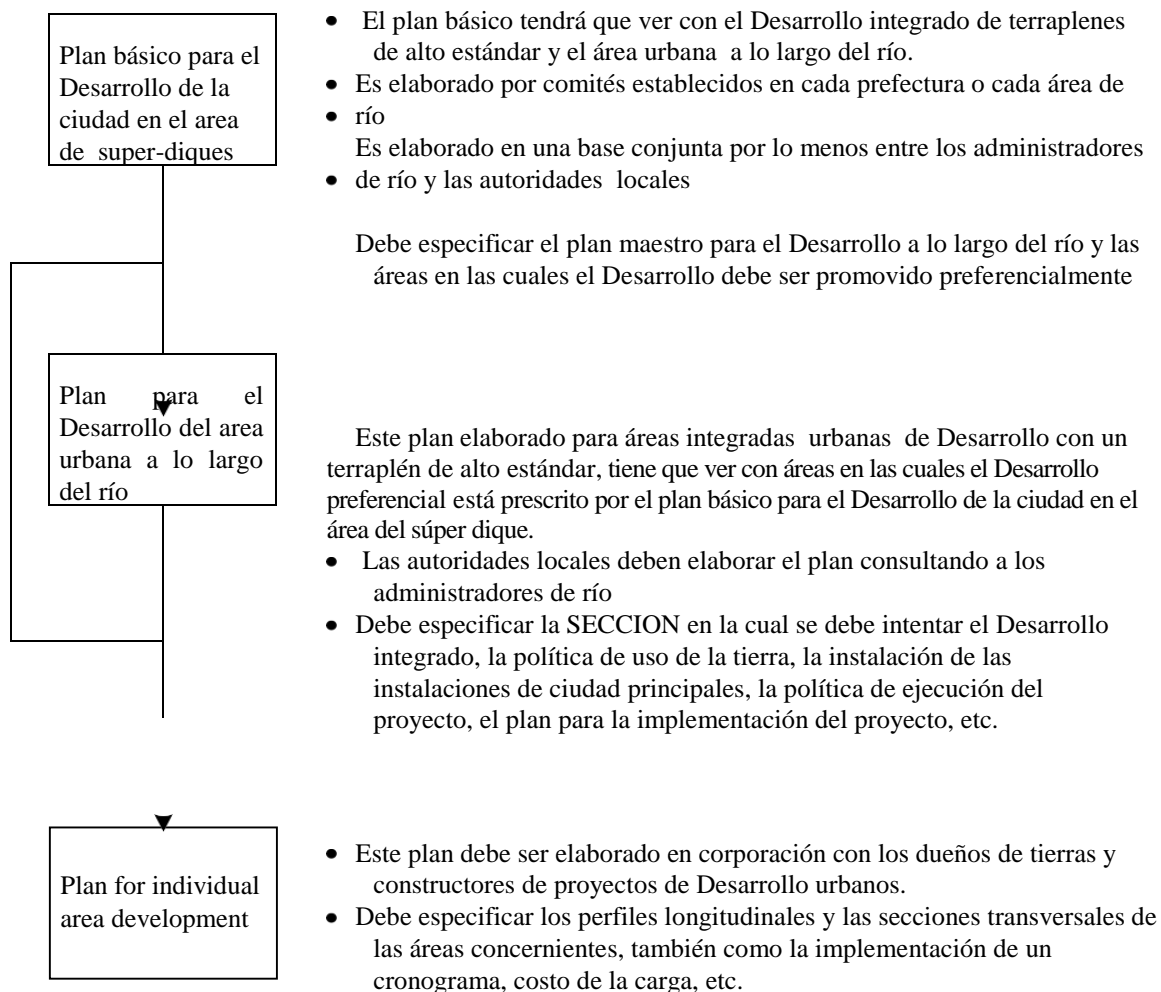 Plan básico para el
Desarrollo de la
ciudad en el area
de super-diques
• El plan básico tendrá que ver con el Desarrollo integrado de terraplenes
de alto estándar y el área urbana a lo largo del río.
• Es elaborado por comités establecidos en cada prefectura o cada área de
• río
Es elaborado en una base conjunta por lo menos entre los administradores
• de río y las autoridades locales
Debe especificar el plan maestro para el Desarrollo a lo largo del río y las
áreas en las cuales el Desarrollo debe ser promovido preferencialmente
Plan para el
Desarrollo del area
urbana a lo largo
del río
Este plan elaborado para áreas integradas urbanas de Desarrollo con un
terraplén de alto estándar, tiene que ver con áreas en las cuales el Desarrollo
preferencial está prescrito por el plan básico para el Desarrollo de la ciudad en el
área del súper dique.
• Las autoridades locales deben elaborar el plan consultando a los
administradores de río
• Debe especificar la SECCION en la cual se debe intentar el Desarrollo
integrado, la política de uso de la tierra, la instalación de las
instalaciones de ciudad principales, la política de ejecución del
proyecto, el plan para la implementación del proyecto, etc.
Plan for individual
area development
• Este plan debe ser elaborado en corporación con los dueños de tierras y
constructores de proyectos de Desarrollo urbanos.
• Debe especificar los perfiles longitudinales y las secciones transversales de
las áreas concernientes, también como la implementación de un
cronograma, costo de la carga, etc.